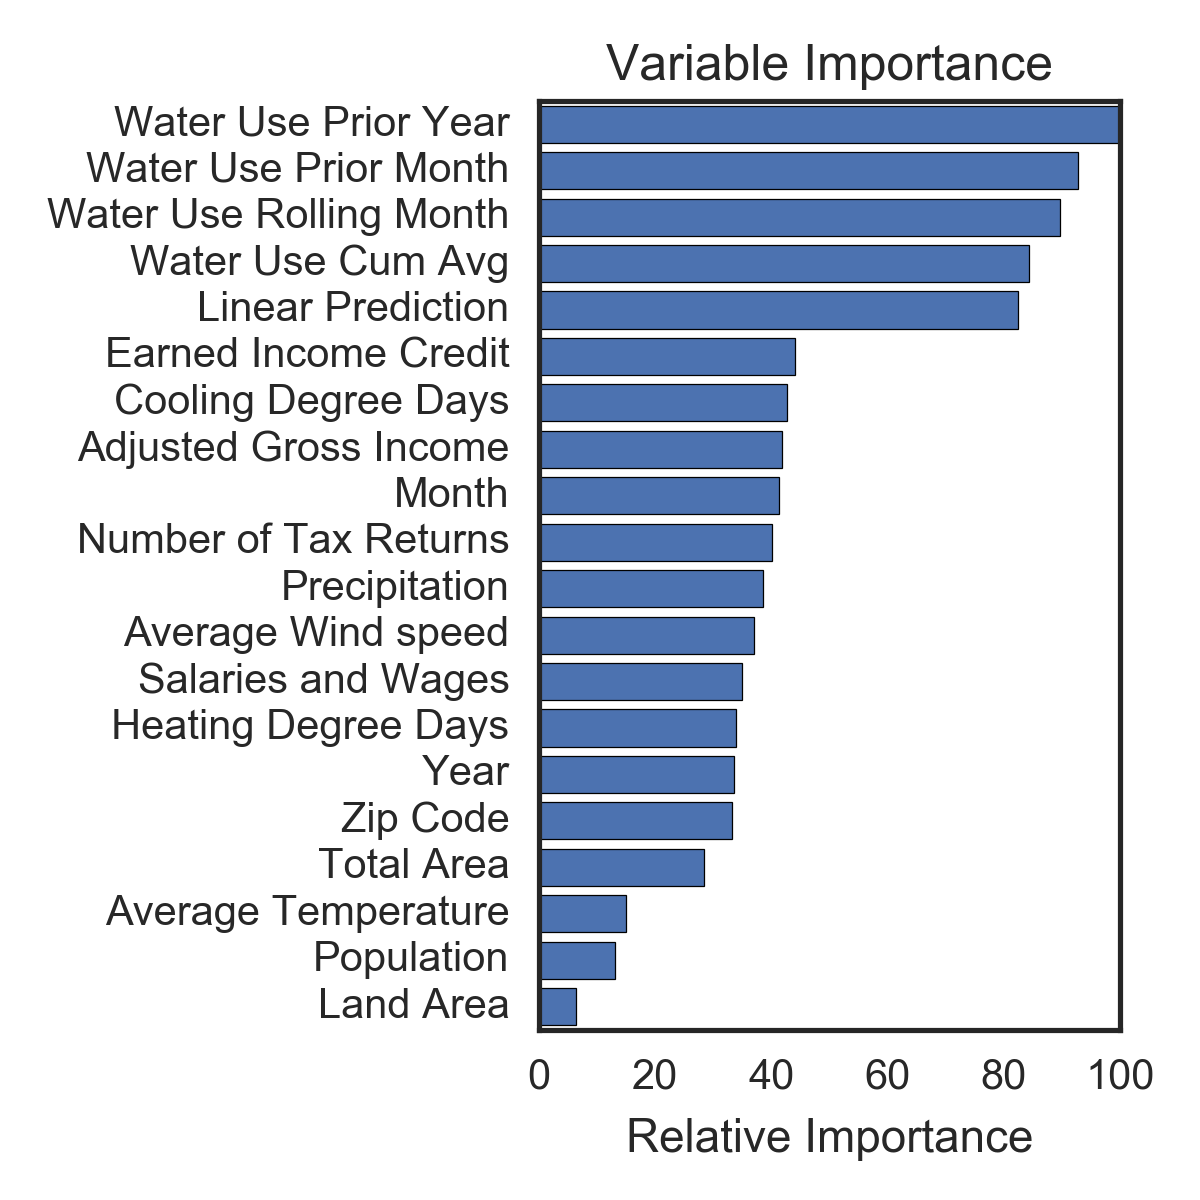 Variable Importance
Water Use Prior Year
Water Use Prior Month
Water Use Rolling Month
Water Use Cum Avg
Linear Prediction
Earned Income Credit
Cooling Degree Days
Adjusted Gross Income
Month
Number of Tax Returns
Precipitation
Average Wind speed
Salaries and Wages
Heating Degree Days
Year
Zip Code
Total Area
Average Temperature
Population
Land Area
0 20 40 60 80 100
Relative Importance